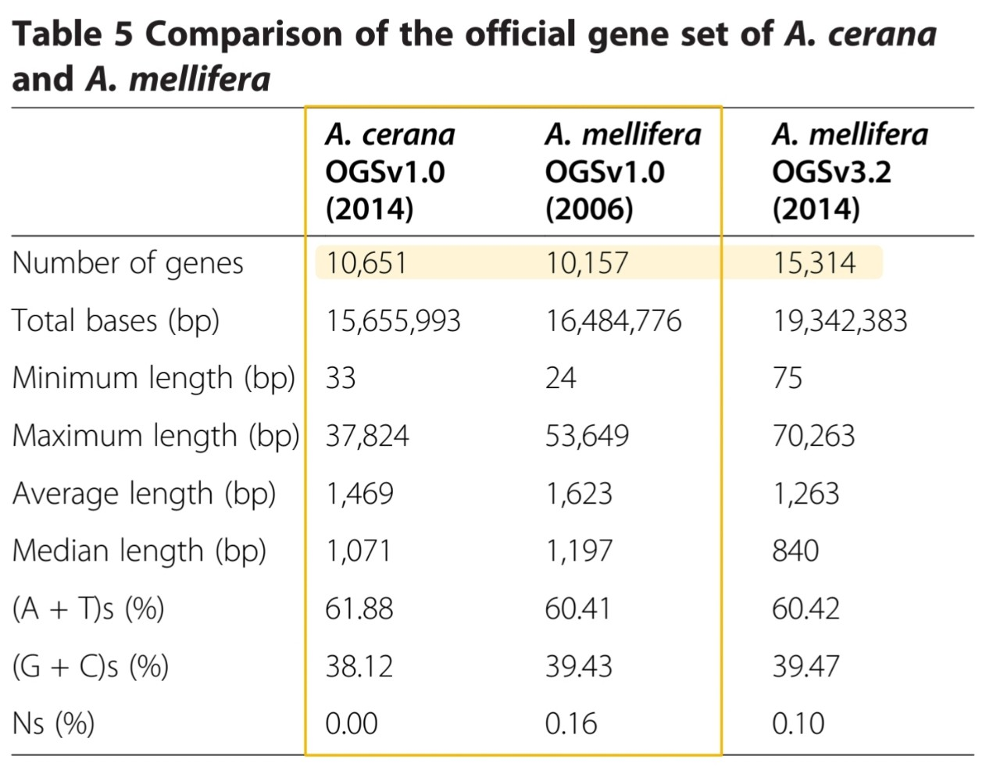 Table 5 Comparison of the official gene set of A. cerana
and A. mellifera
A. cerana A. mellifera A. mellifera
OGSv1.0 OGSv1.0 OGSv3.2
(2014) (2006) (2014)
Number of genes 10,651 10,157 15,314
Total bases (bp) 15,655,993 16,484,776 19,342,383
Minimum length (bp) 33 24 75
Maximum length (bp) 37,824 53,649 70,263
Average length (bp) 1,469 1,623 1,263
Median length (bp) 1,071 1,197 840
(A + T)s (%) 61.88 60.41 60.42
(G + C)s (%) 38.12 39.43 39.47
Ns (%) 0.00 0.16 0.10